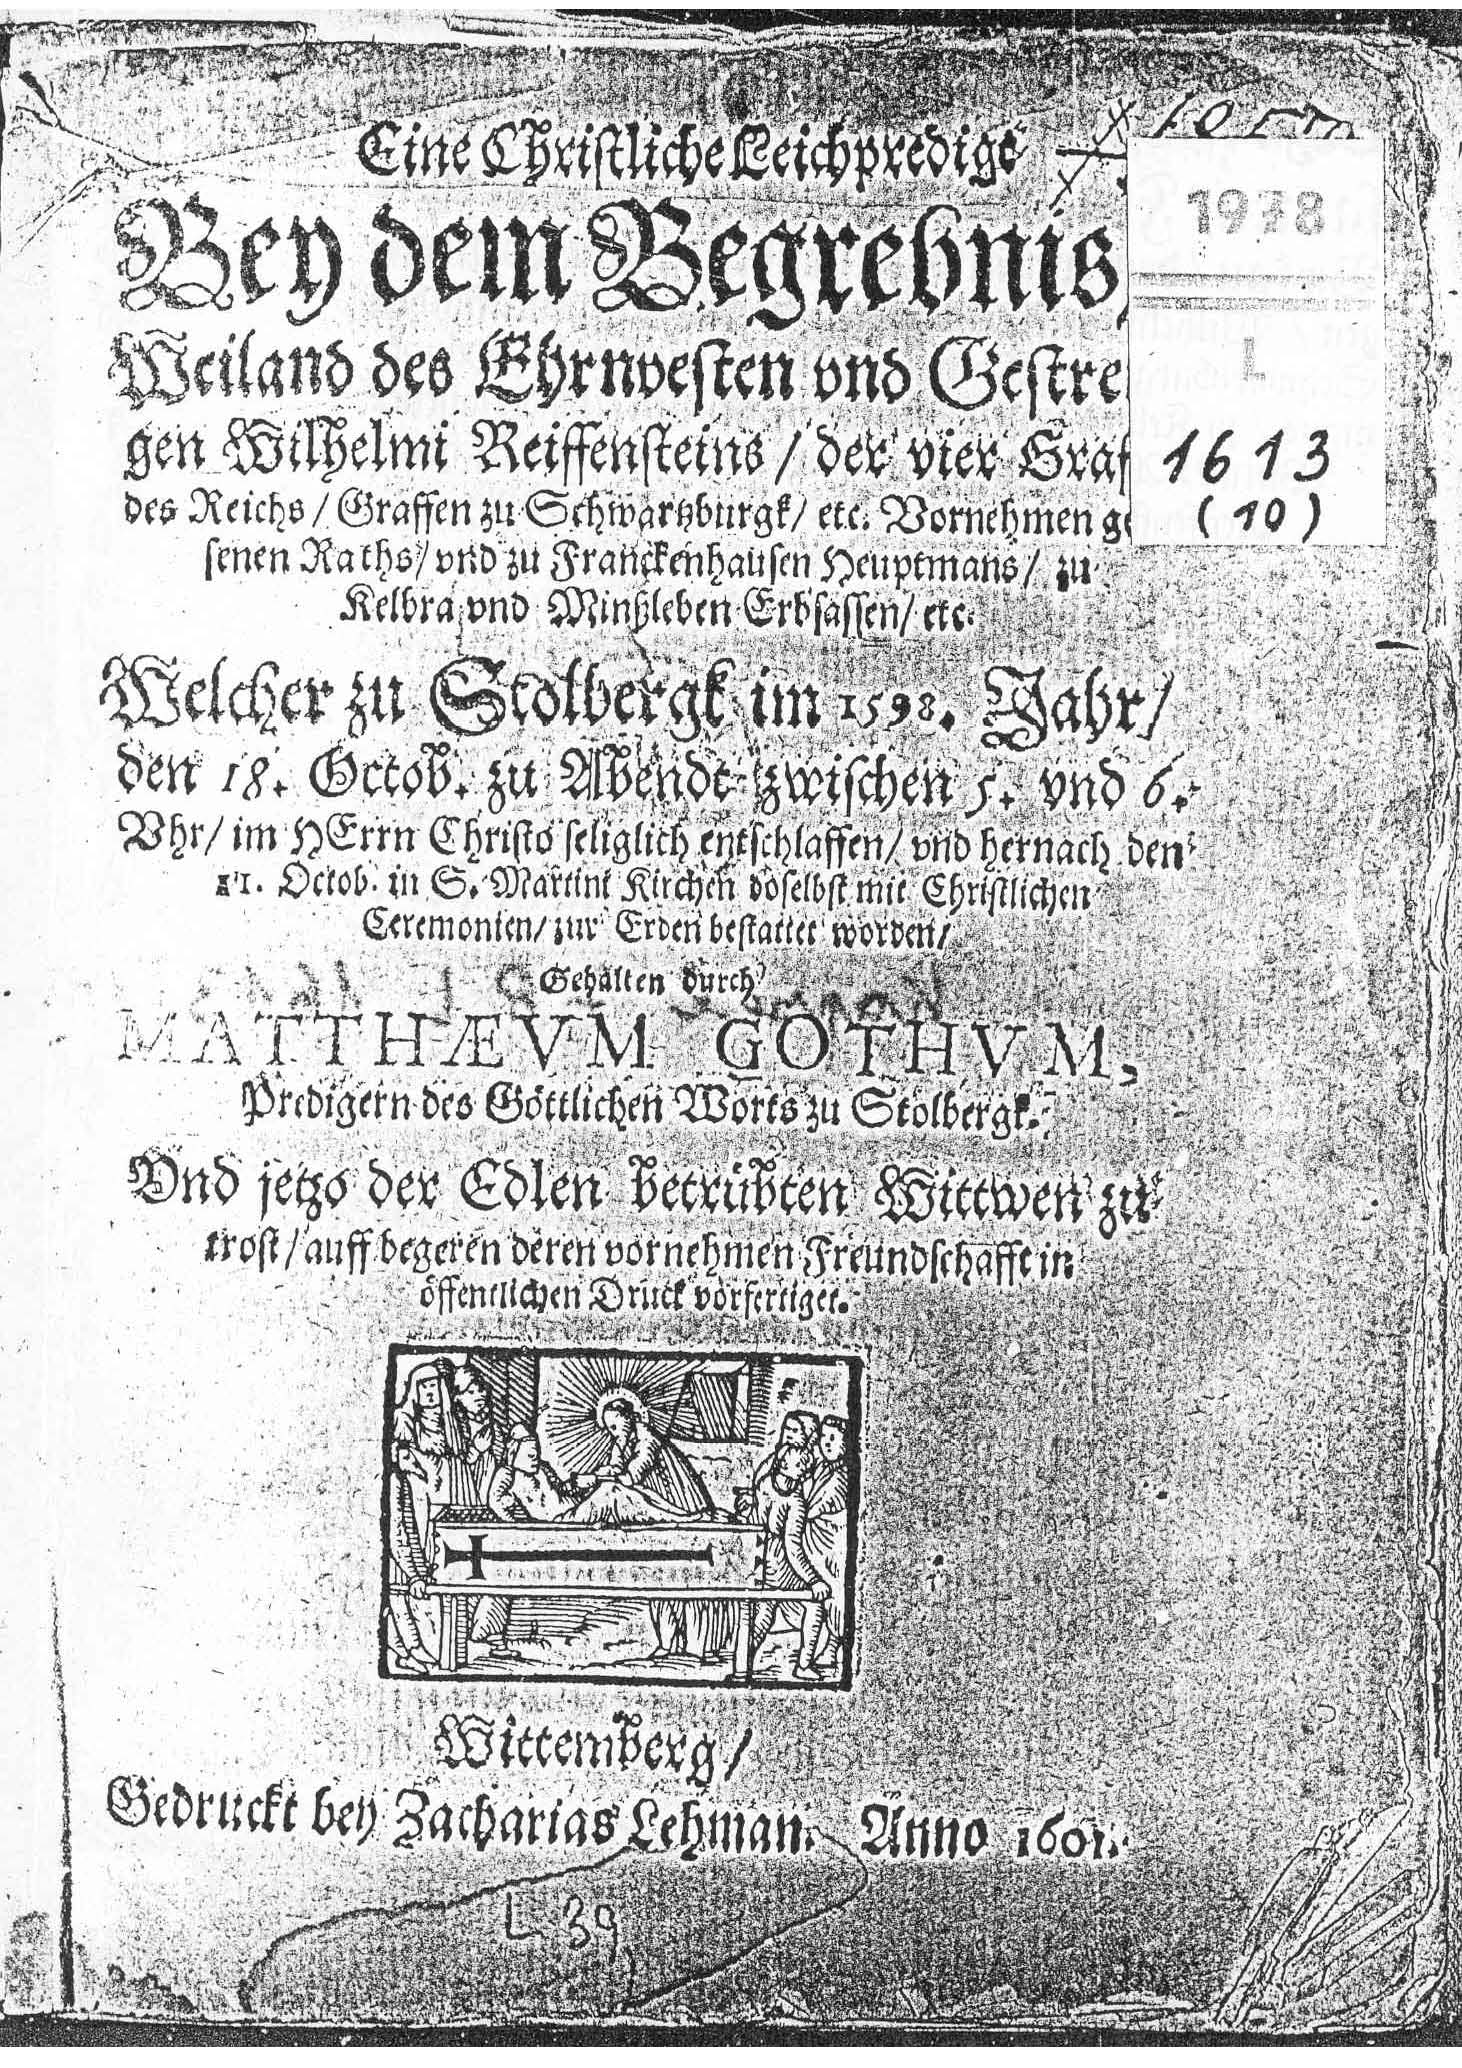 Eine Christliche Leichpredigt
Bey dem Begrebnis,
Weiland des Ehrnvesten vnd Gestre
gen Wilhelmi Reiffensteins / der vier Graf
des Reichs / Graffen zu Schwartzburgk / etc. Vornehmen ge
senen Raths / vnd zu Franckenhausen Heuptmans / zu
Kelbra vnd Minßleben Erbsassen / etc.
Welcher zu Stolbergk im 1598. Jahr /
den 18. Octob. zu Abendt zwischen 5. vnd 6.
Vhr / im HErrn Christo seliglich entschlaffen / vnd hernach den
21. Octob. in S. Martini Kirchen doselbst mit Christlichen
Ceremonien / zur Erden bestattet worden /
Gehalten durch
MATTHÆVM GOTHVM,
Predigern des Göttlichen Worts zu Stolbergk.
Vnd jetzo der Edlen betrübten Wittwen zu
trost / auff begeren deren vornehmen Freundschafft in
öffentlichen Druck vorfertiget.
Wittemberg /
Gedruckt bey Zacharias Lehman. Anno 1601.
L 39
1978
L
1613
(10)